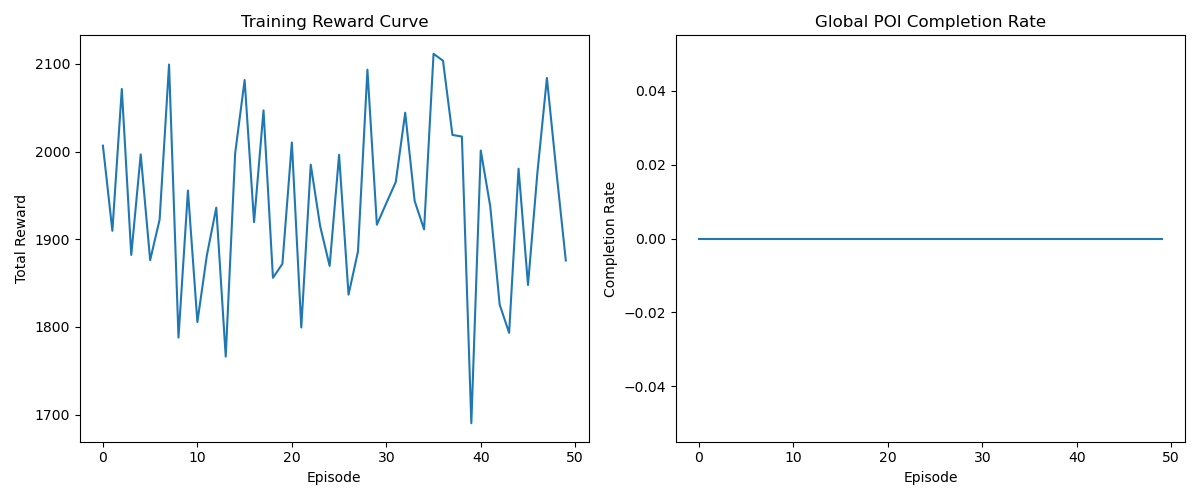 Training Reward Curve
Total Reward
2100
2000
1900
1800
1700
0 10 20 30 40 50
Episode
Global POI Completion Rate
Completion Rate
0.04
0.02
0.00
−0.02
−0.04
0 10 20 30 40 50
Episode